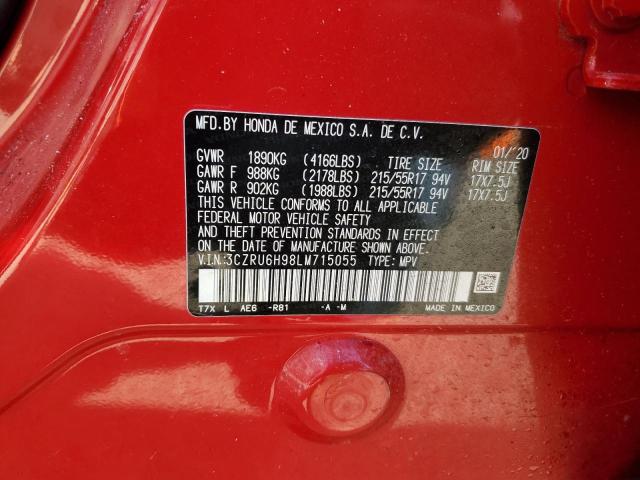 MFD.BY HONDA DE MEXICO S.A. DE C.V.
01/'20
GVWR 1890KG (4166LBS) TIRE SIZE RIM SIZE
GAWR F 988KG (2178LBS) 215/55R17 94V 17X7.5J
GAWR R 902KG (1988LBS) 215/55R17 94V 17X7.5J
THIS VEHICLE CONFORMS TO ALL APPLICABLE
FEDERAL MOTOR VEHICLE SAFETY
AND THEFT PREVENTION STANDARDS IN EFFECT
ON THE DATE OF MANUFACTURE SHOWN ABOVE.
V.I.N:3CZRU6H98LM715055 TYPE: MPV
T7X L AE6 -R81 -A -M MADE IN MEXICO